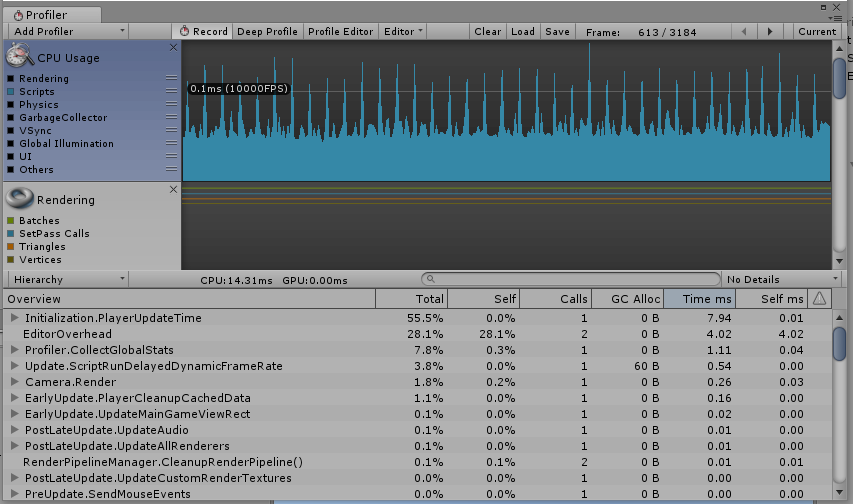 Profiler
Add Profiler Record Deep Profile Profile Editor Editor Clear Load Save Frame: 613 / 3184 Current
CPU Usage
Rendering
Scripts
Physics
GarbageCollector
VSync
Global Illumination
UI
Others
0.1ms (10000FPS)
Rendering
Batches
SetPass Calls
Triangles
Vertices
Hierarchy CPU:14.31ms GPU:0.00ms No Details
Overview Total Self Calls GC Alloc Time ms Self ms
Initialization.PlayerUpdateTime 55.5% 0.0% 1 0 B 7.94 0.01
EditorOverhead 28.1% 28.1% 2 0 B 4.02 4.02
Profiler.CollectGlobalStats 7.8% 0.3% 1 0 B 1.11 0.04
Update.ScriptRunDelayedDynamicFrameRate 3.8% 0.0% 1 60 B 0.54 0.00
Camera.Render 1.8% 0.2% 1 0 B 0.26 0.03
EarlyUpdate.PlayerCleanupCachedData 1.1% 0.0% 1 0 B 0.16 0.00
EarlyUpdate.UpdateMainGameViewRect 0.1% 0.0% 1 0 B 0.02 0.00
PostLateUpdate.UpdateAudio 0.1% 0.0% 1 0 B 0.01 0.00
PostLateUpdate.UpdateAllRenderers 0.1% 0.0% 1 0 B 0.01 0.00
RenderPipelineManager.CleanupRenderPipeline() 0.1% 0.1% 2 0 B 0.01 0.01
PostLateUpdate.UpdateCustomRenderTextures 0.1% 0.0% 1 0 B 0.00 0.00
PreUpdate.SendMouseEvents 0.0% 0.0% 1 0 B 0.00 0.00